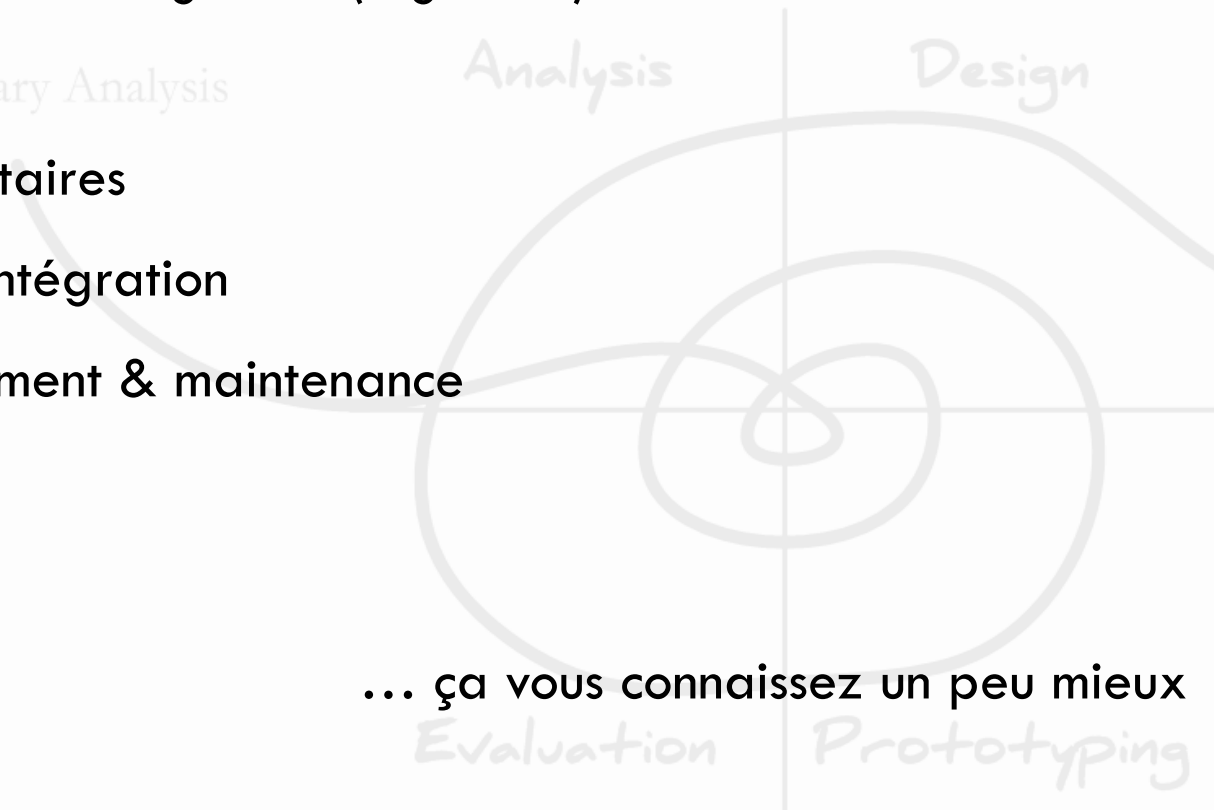 Analysis Design
ary Analysis
taires
ntégration
ment & maintenance
… ça vous connaissez un peu mieux
Evaluation Prototyping